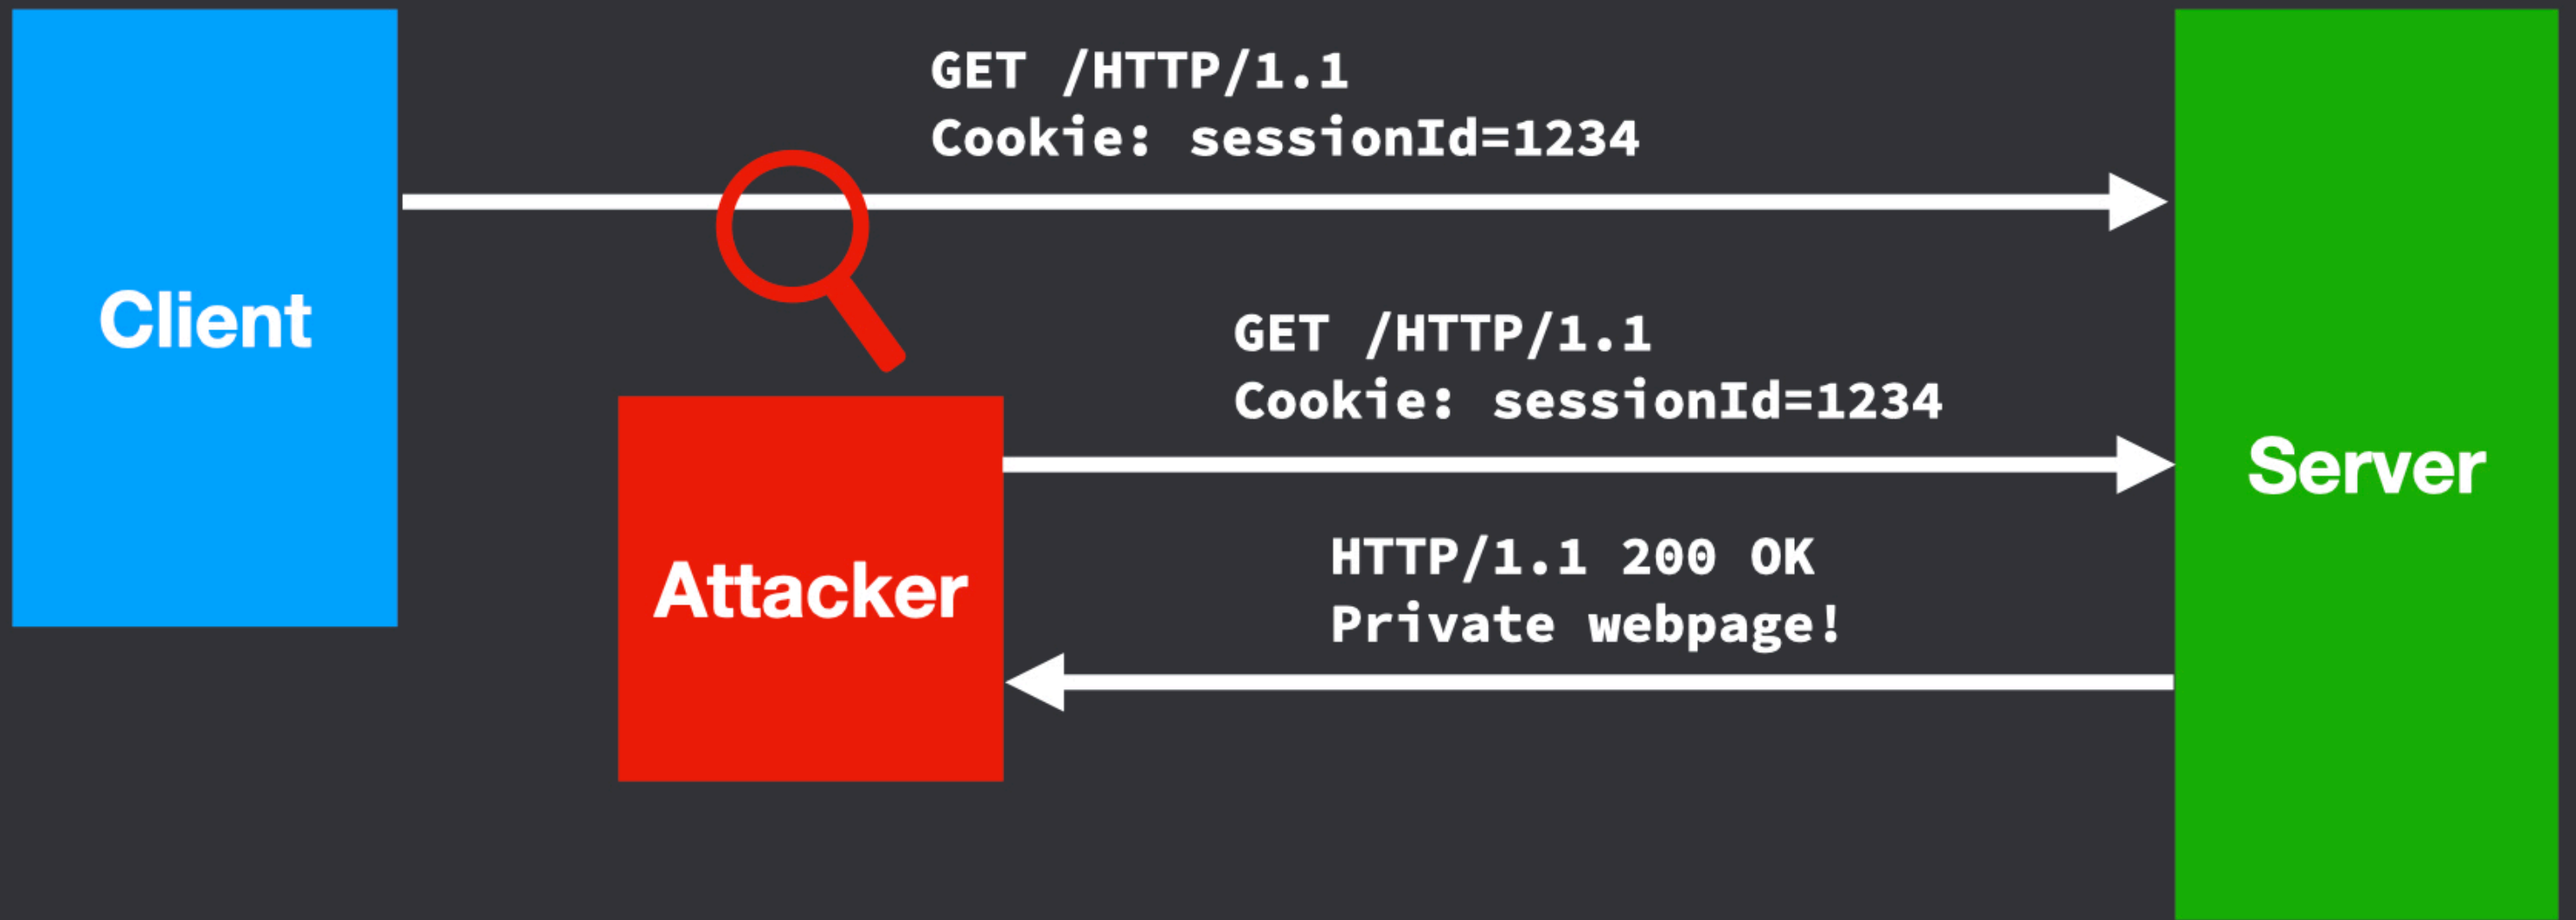 GET /HTTP/1.1
Cookie: sessionId=1234
Client
GET /HTTP/1.1
Cookie: sessionId=1234
Server
Attacker
HTTP/1.1 200 OK
Private webpage!